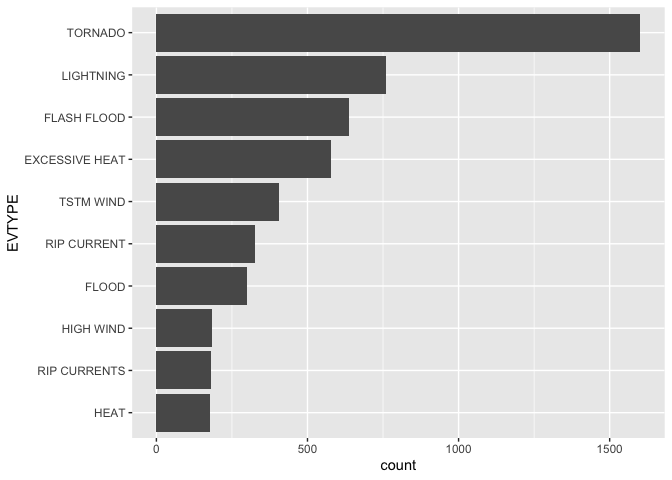 TORNADO
LIGHTNING
FLASH FLOOD
EXCESSIVE HEAT
TSTM WIND
RIP CURRENT
FLOOD
HIGH WIND
RIP CURRENTS
HEAT
EVTYPE
0 500 1000 1500
count